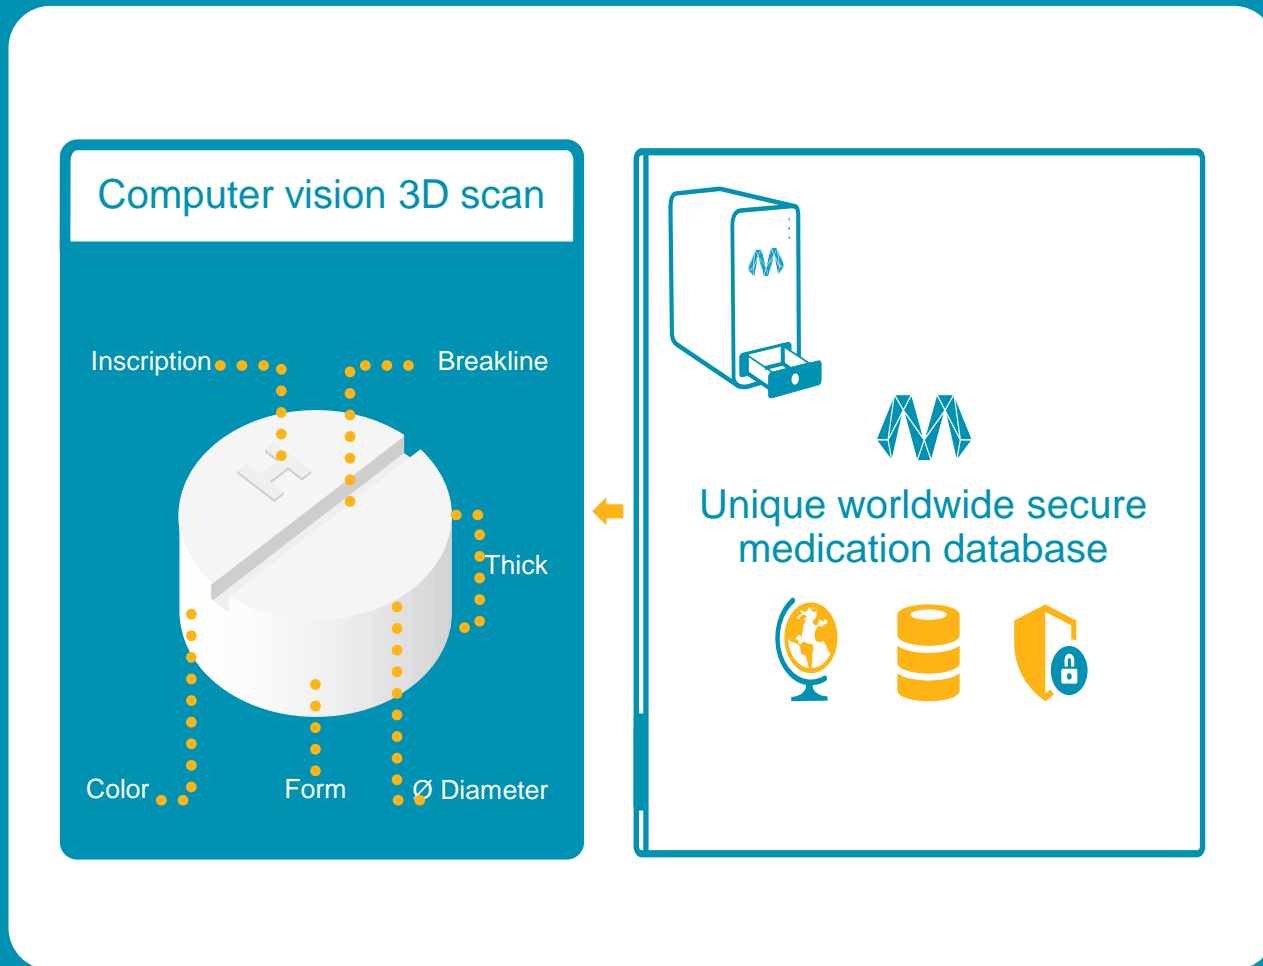 Computer vision 3D scan
Inscription
Breakline
H
Thick
Color
Form
Ø Diameter
Unique worldwide secure
medication database